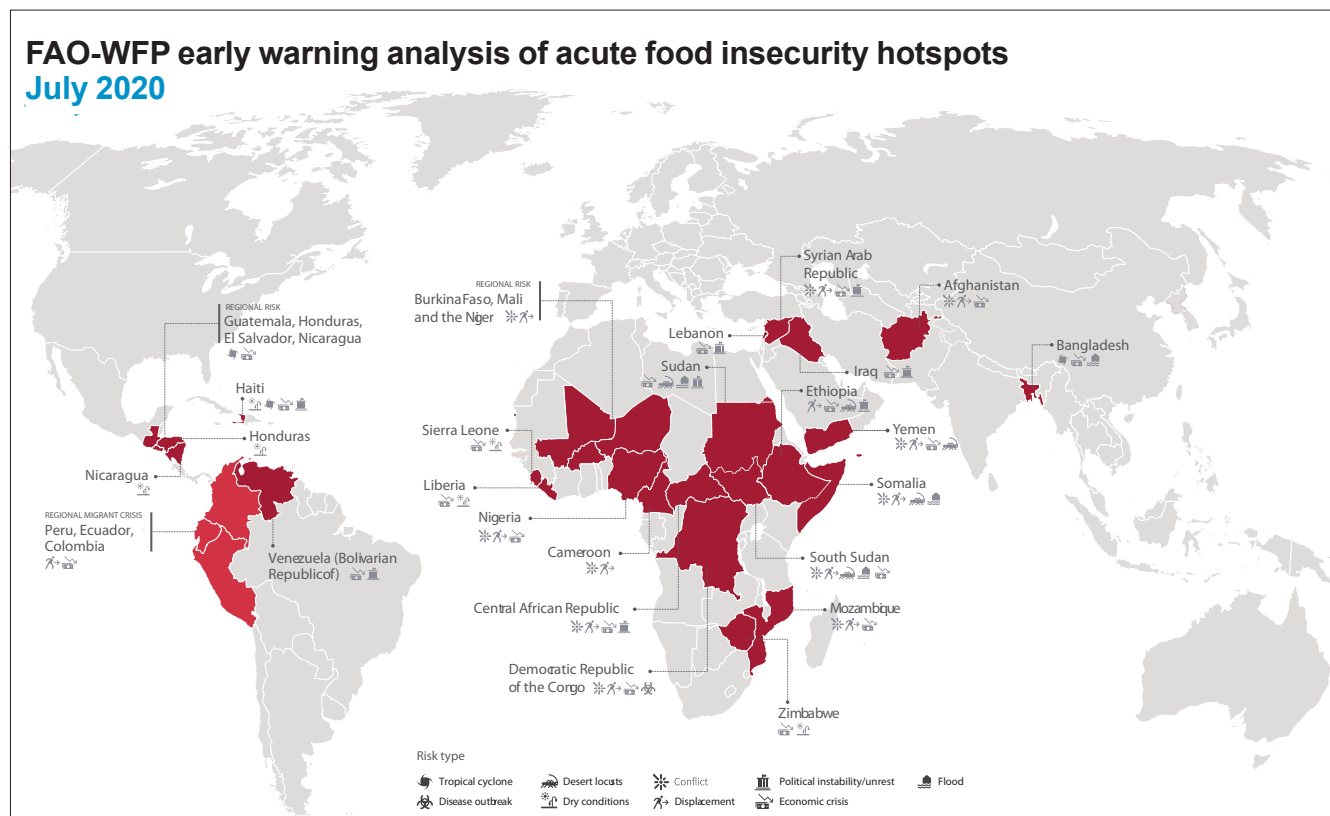 FAO-WFP early warning analysis of acute food insecurity hotspots
July 2020
REGIONAL RISK
Guatemala, Honduras,
El Salvador, Nicaragua
Haiti
Honduras
Nicaragua
REGIONAL MIGRANT CRISIS
Peru, Ecuador,
Colombia
Venezuela (Bolivarian
Republicof)
REGIONAL RISK
BurkinaFaso, Mali
and the Niger
Sierra Leone
Liberia
Nigeria
Cameroon
Central African Republic
Democratic Republic
of the Congo
Lebanon
Sudan
Syrian Arab
Republic
Iraq
Ethiopia
Afghanistan
Bangladesh
Yemen
Somalia
South Sudan
Mozambique
Zimbabwe
Risk type
Tropical cyclone
Desert locusts
Conflict
Political instability/unrest
Flood
Disease outbreak
Dry conditions
Displacement
Economic crisis